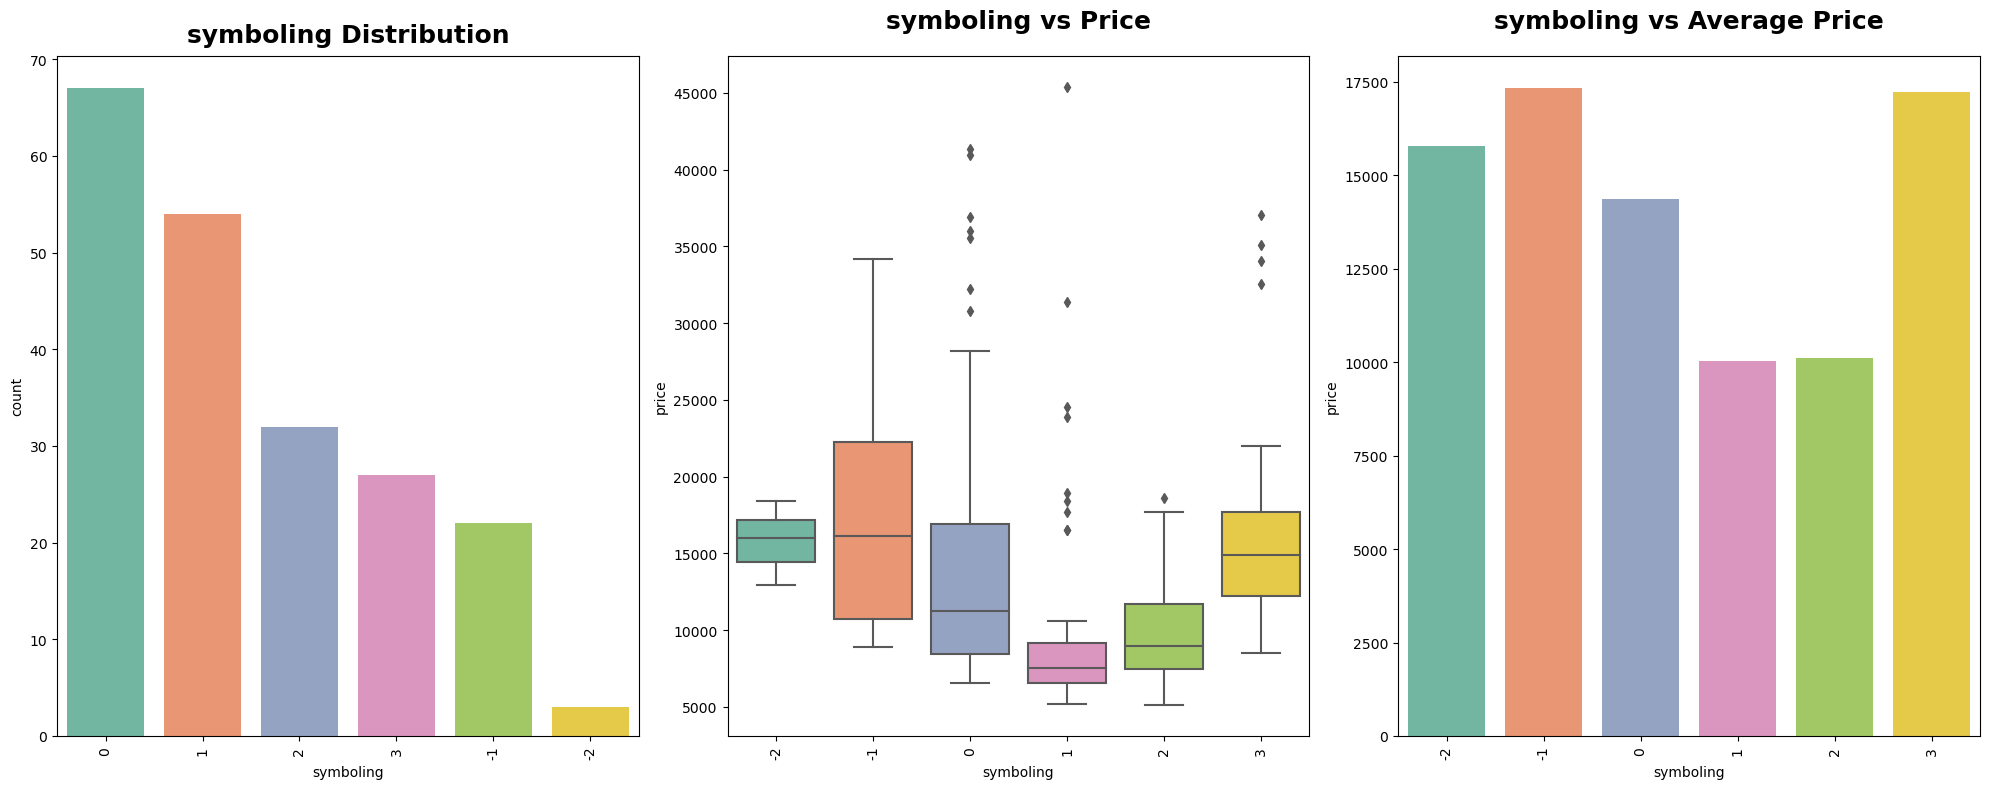 symboling Distribution
70
60
50
40
30
20
10
0
count
0 1 2 3 -1 -2
symboling
symboling vs Price
45000
40000
35000
30000
25000
20000
15000
10000
5000
price
-2 -1 0 1 2 3
symboling
symboling vs Average Price
17500
15000
12500
10000
7500
5000
2500
0
price
-2 -1 0 1 2 3
symboling